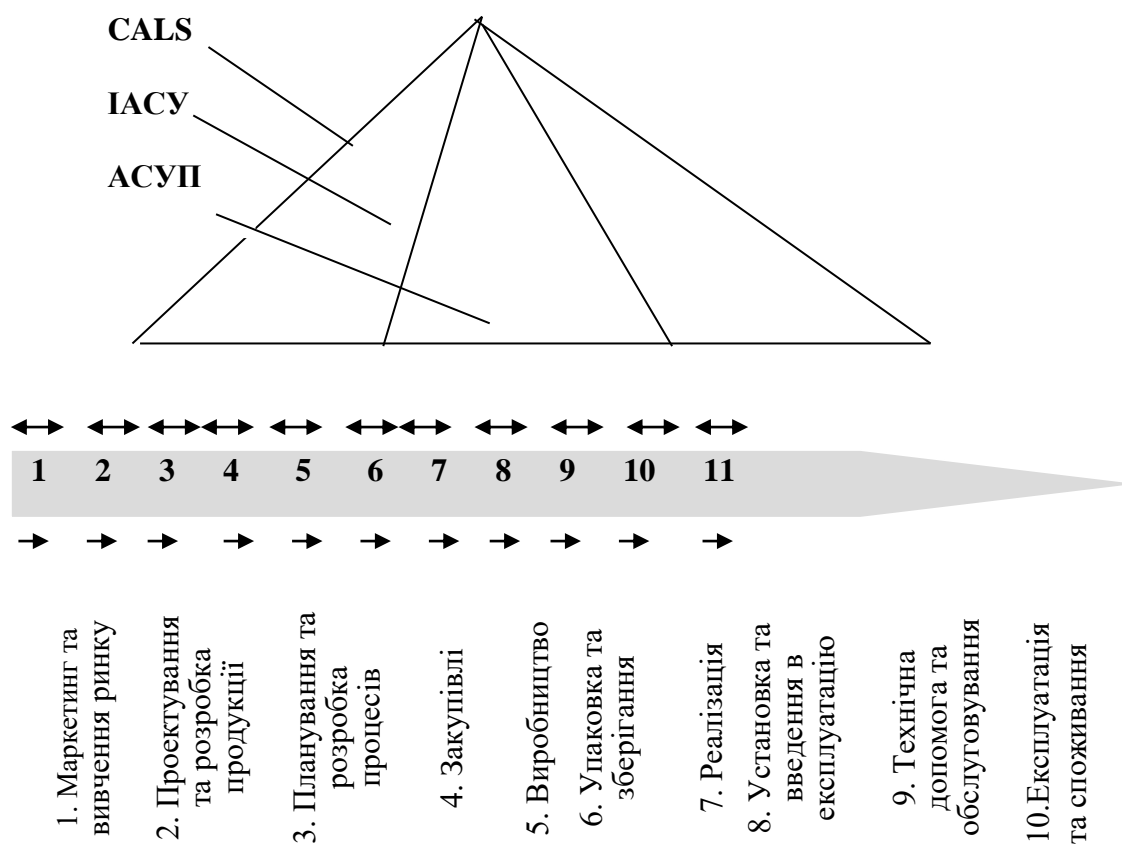 CALS
ІАСУ
АСУП
1 2 3 4 5 6 7 8 9 10 11
1. Маркетинг та
вивчення ринку
2. Проектування
та розробка
продукції
3. Планування та
розробка
процесів
4. Закупівлі
5. Виробництво
6. Упаковка та
зберігання
7. Реалізація
8. Установка та
введення в
експлуатацію
9. Технічна
допомога та
обслуговування
10.Експлуатація
та споживання